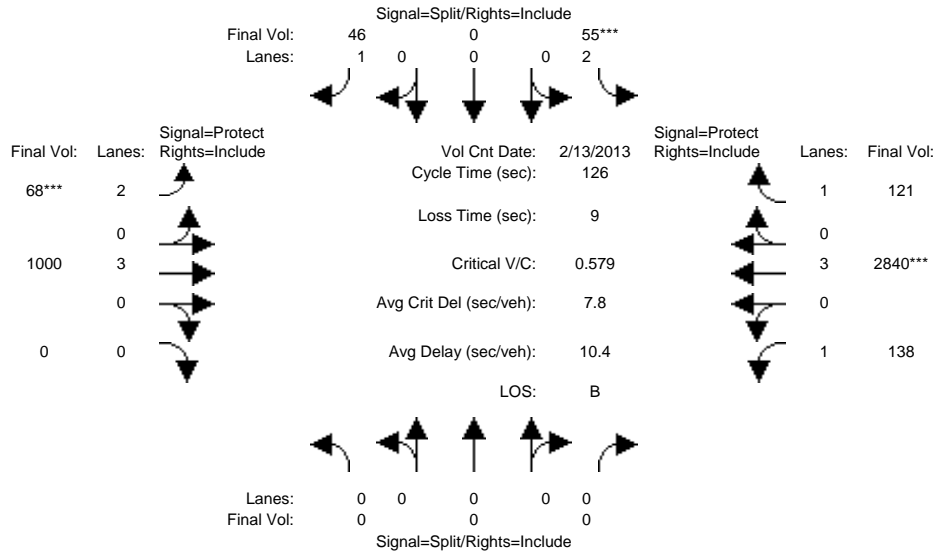 Signal=Split/Rights=Include
Final Vol: 46 0 55***
Lanes: 1 0 0 0 2
Signal=Protect
Final Vol: Lanes: Rights=Include
Vol Cnt Date: 2/13/2013
Signal=Protect
Rights=Include Lanes: Final Vol:
Cycle Time (sec): 126
68*** 2
1 121
Loss Time (sec): 9
0
0
1000 3
Critical V/C: 0.579
3 2840***
0
Avg Crit Del (sec/veh): 7.8
0
0 0
Avg Delay (sec/veh): 10.4
1 138
LOS: B
Lanes: 0 0 0 0 0
Final Vol: 0 0 0
Signal=Split/Rights=Include